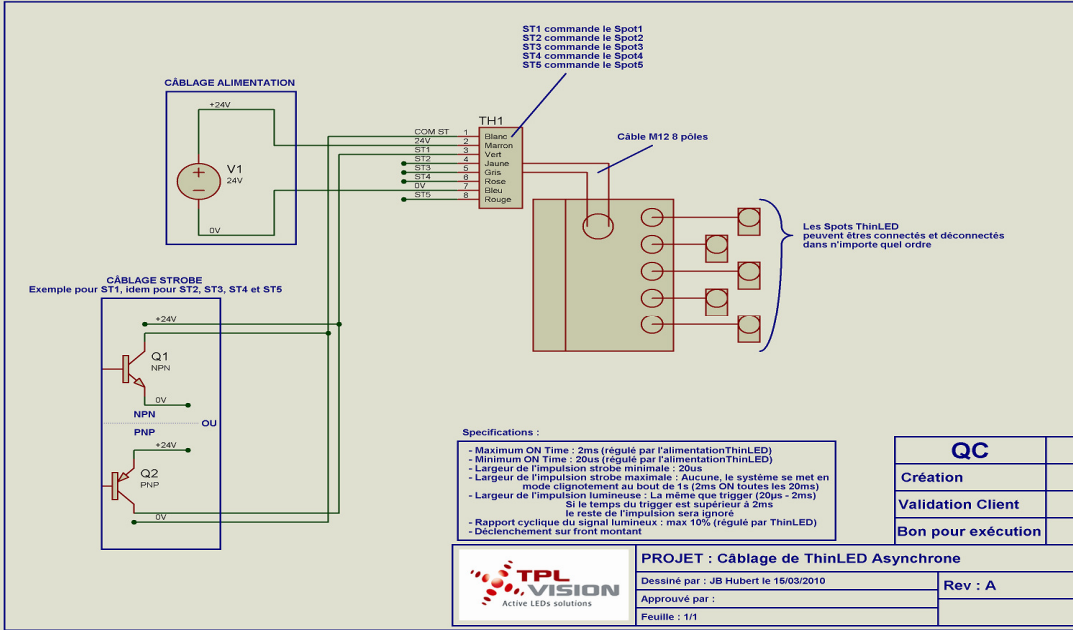 ST1 commande le Spot1
ST2 commande le Spot2
ST3 commande le Spot3
ST4 commande le Spot4
ST5 commande le Spot5
CÂBLAGE ALIMENTATION
+24V
V1
24V
0V
TH1
COM ST 1 Blanc
24V 2 Marron
ST1 3 Vert
ST2 4 Jaune
ST3 5 Gris
ST4 6 Rose
0V 7 Bleu
ST5 8 Rouge
Câble M12 8 pôles
Les Spots ThinLED
peuvent êtres connectés et déconnectés
dans n'importe quel ordre
CÂBLAGE STROBE
Exemple pour ST1, idem pour ST2, ST3, ST4 et ST5
+24V
Q1
NPN
0V
NPN
OU
PNP
+24V
Q2
PNP
0V
Specifications :
- Maximum ON Time : 2ms (régulé par l'alimentationThinLED)
- Minimum ON Time : 20us (régulé par l'alimentationThinLED)
- Largeur de l'impulsion strobe minimale : 20us
- Largeur de l'impulsion strobe maximale : Aucune, le système se met en
mode clignotement au bout de 1s (2ms ON toutes les 20ms)
- Largeur de l'impulsion lumineuse : La même que trigger (20µs - 2ms)
Si le temps du trigger est supérieur à 2ms
le reste de l'impulsion sera ignoré
- Rapport cyclique du signal lumineux : max 10% (régulé par ThinLED)
- Déclenchement sur front montant
QC
Création
Validation Client
Bon pour exécution
TPL
VISION
Active LEDs solutions
PROJET : Câblage de ThinLED Asynchrone
Dessiné par : JB Hubert le 15/03/2010
Rev : A
Approuvé par :
Feuille : 1/1